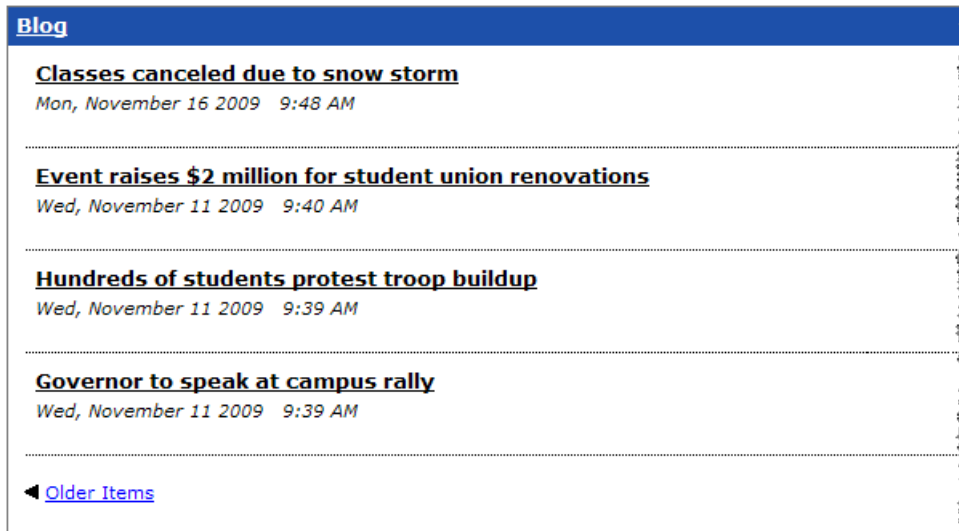 Blog
Classes canceled due to snow storm
Mon, November 16 2009 9:48 AM
Event raises $2 million for student union renovations
Wed, November 11 2009 9:40 AM
Hundreds of students protest troop buildup
Wed, November 11 2009 9:39 AM
Governor to speak at campus rally
Wed, November 11 2009 9:39 AM
Older Items